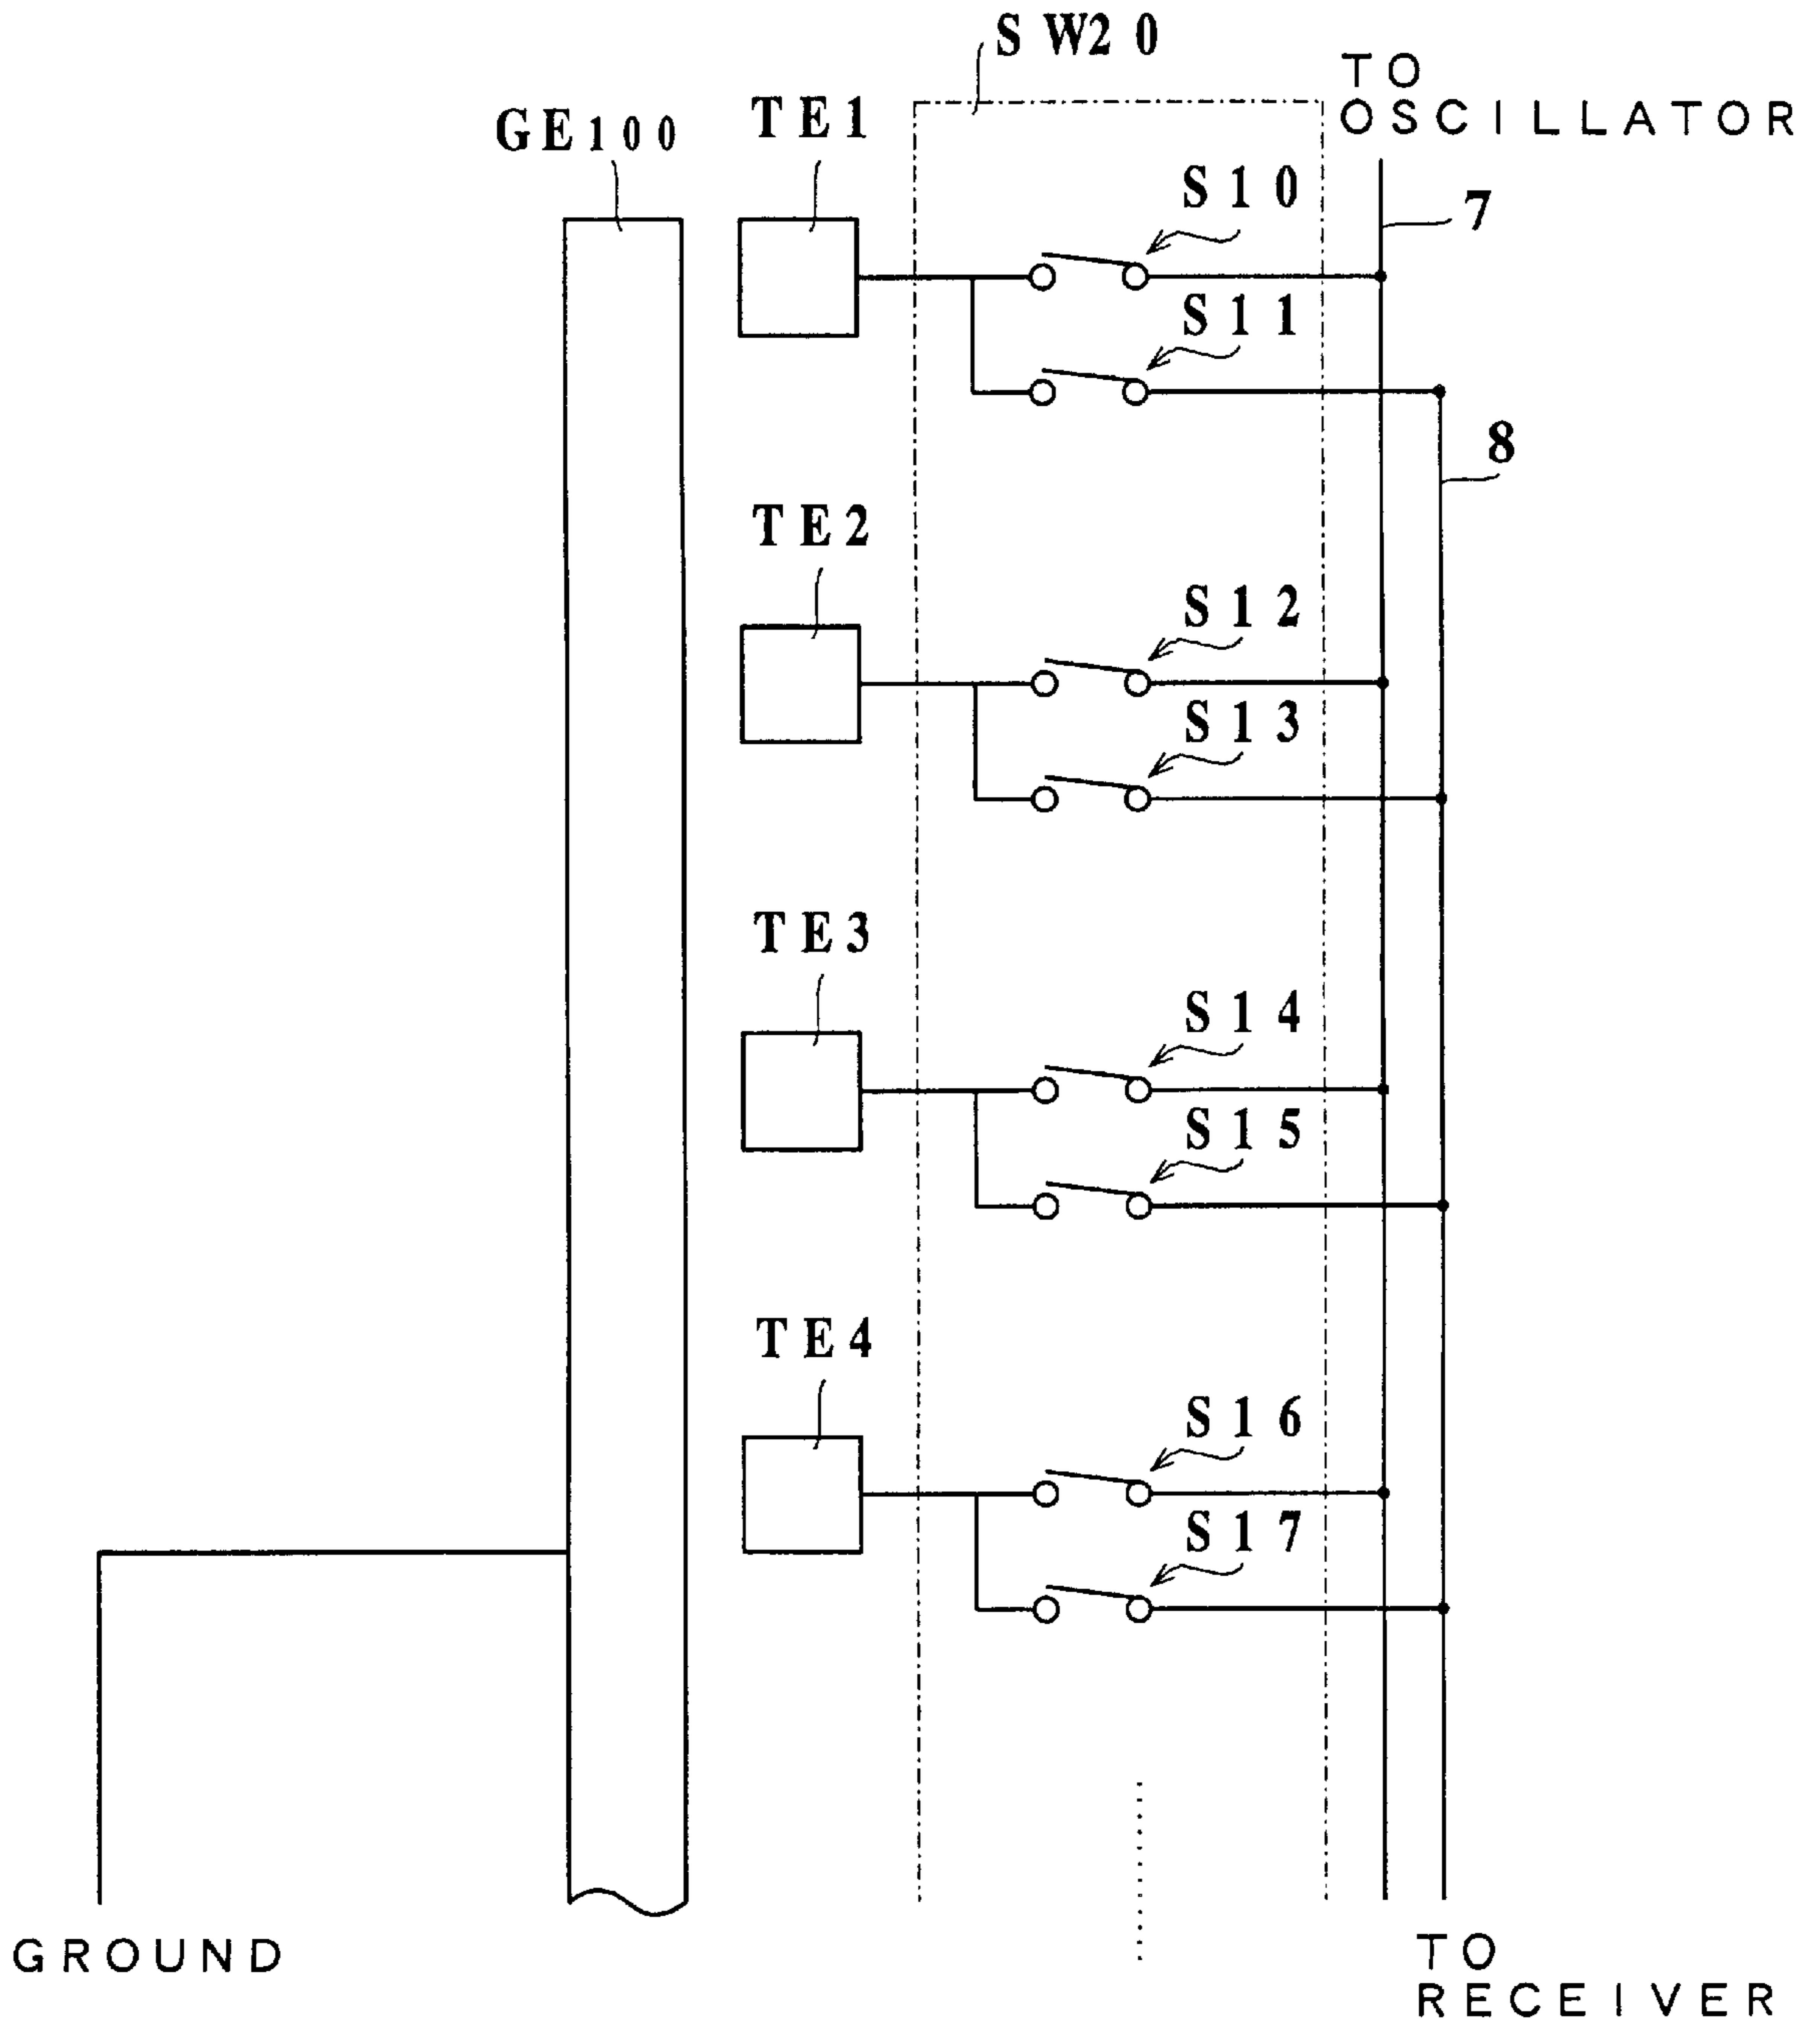 SW20
TO
OSCILLATOR
GE100
TE1
S10
7
S11
8
TE2
S12
S13
TE3
S14
S15
TE4
S16
S17
GROUND
TO
RECEIVER